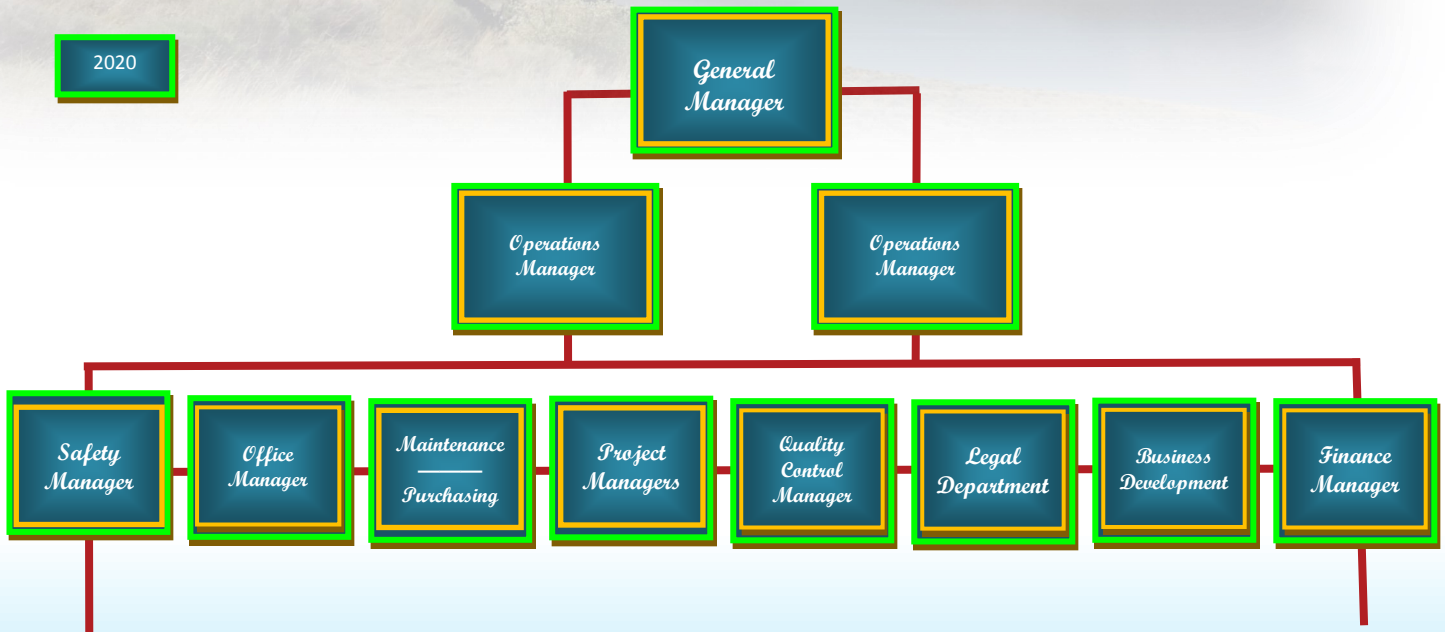 2020
General
Manager
Operations
Manager
Operations
Manager
Safety
Manager
Office
Manager
Maintenance
Purchasing
Project
Managers
Quality
Control
Manager
Legal
Department
Business
Development
Finance
Manager